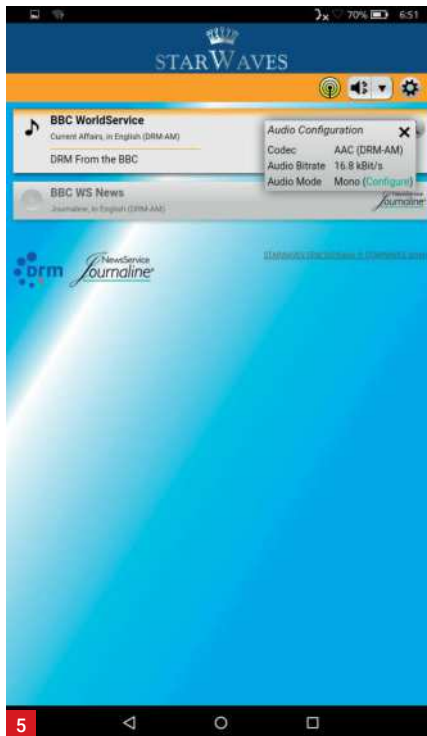 70% 6:51
STARWAVES
BBC WorldService
Current Affairs, in English (DRM-AM)
DRM From the BBC
Audio Configuration X
Codec AAC (DRM-AM)
Audio Bitrate 16.8 kBit/s
Audio Mode Mono (Configure)
BBC WS News
Journaline, in English (DRM-AM)
NewsService
Journaline
DRM
NewsService
Journaline®
5